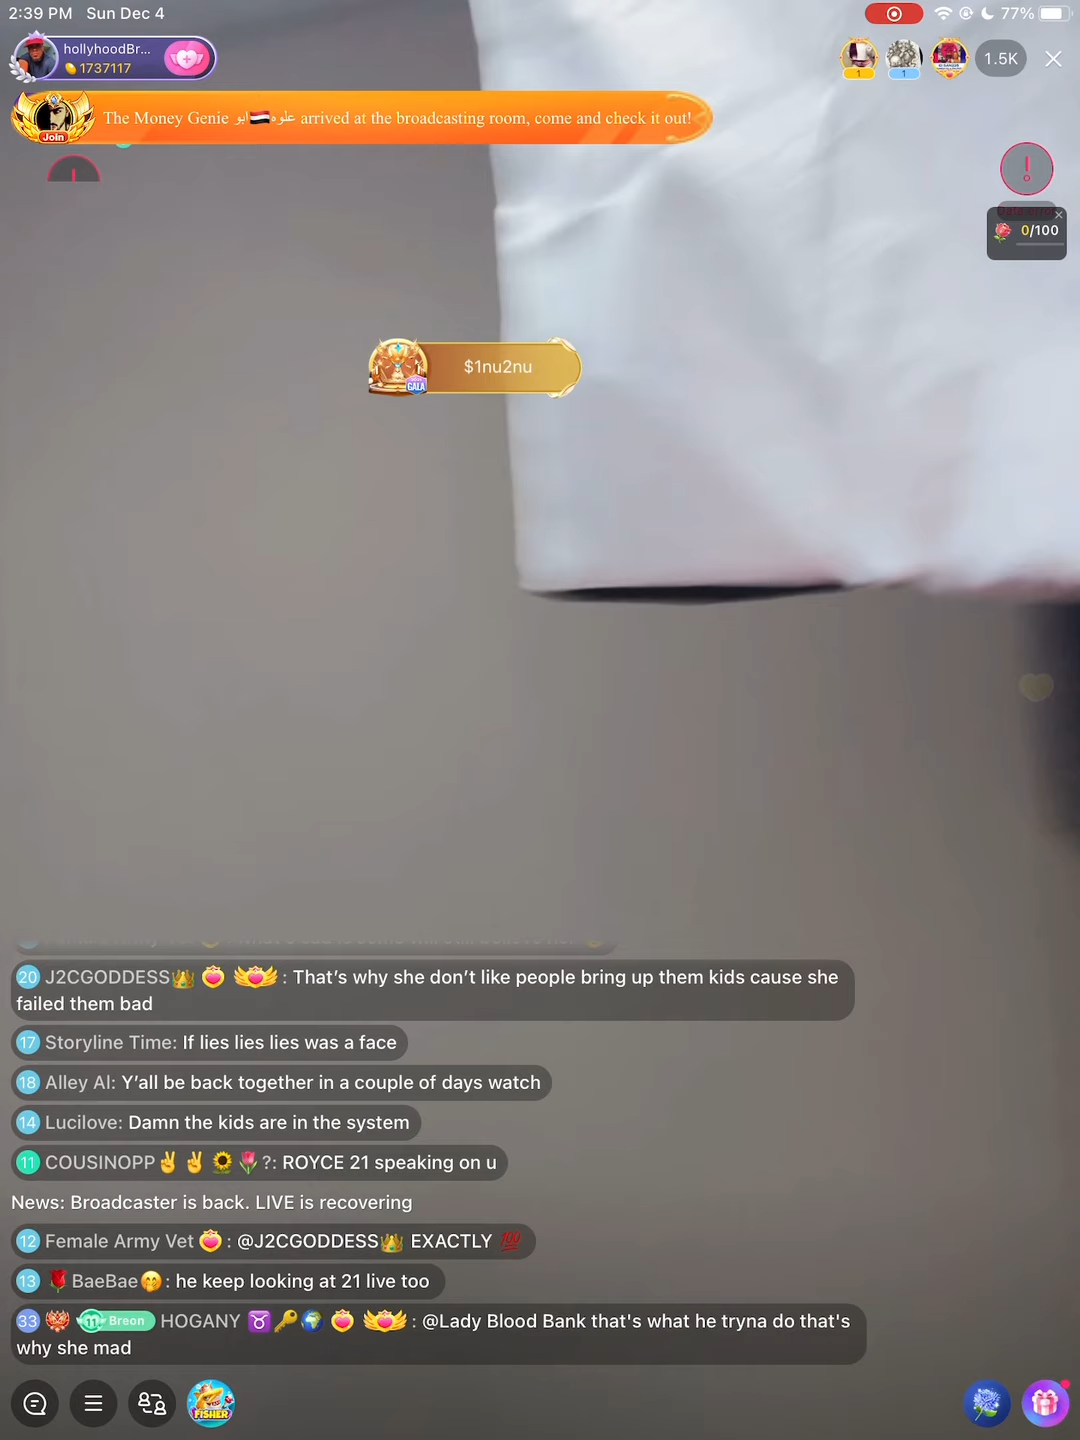 2:39 PM Sun Dec 4
77%
hollyhoodBr...
1737117
1
1
1.5K
Join
The Money Genie ابو🇾🇪علوه arrived at the broadcasting room, come and check it out!
0/100
GALA
$1nu2nu
20 J2CGODDESS👑: That's why she don't like people bring up them kids cause she
failed them bad
17 Storyline Time: If lies lies lies was a face
18 Alley Al: Y'all be back together in a couple of days watch
14 Lucilove: Damn the kids are in the system
11 COUSINOPP✌️✌️🌻🌷?: ROYCE 21 speaking on u
News: Broadcaster is back. LIVE is recovering
12 Female Army Vet: @J2CGODDESS👑 EXACTLY 💯
13 🌹BaeBae🤭: he keep looking at 21 live too
33 11 Breon HOGANY ♉🔑🌍: @Lady Blood Bank that's what he tryna do that's
why she mad
FISHER